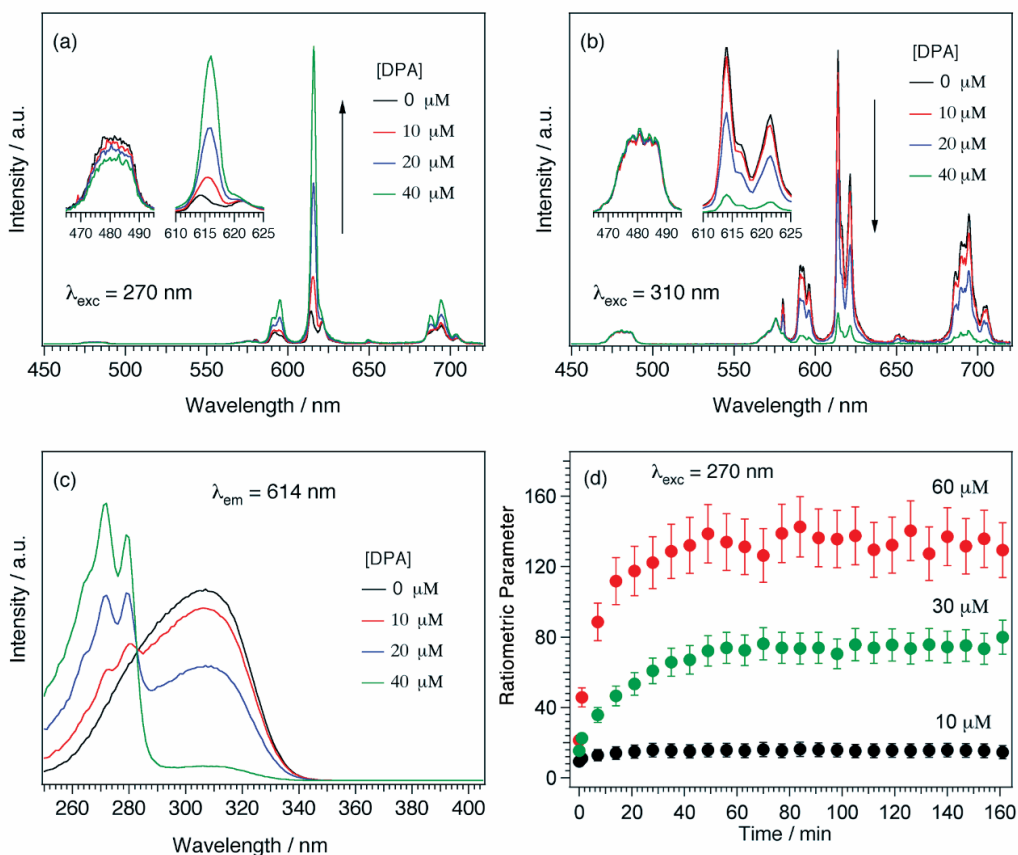 (a)
[DPA]
0 μM
10 μM
20 μM
40 μM
Intensity / a.u.
470 480 490
610 615 620 625
λexc = 270 nm
450 500 550 600 650 700
Wavelength / nm
(b)
[DPA]
0 μM
10 μM
20 μM
40 μM
Intensity / a.u.
470 480 490
610 615 620 625
λexc = 310 nm
450 500 550 600 650 700
Wavelength / nm
(c)
λem = 614 nm
[DPA]
0 μM
10 μM
20 μM
40 μM
Intensity / a.u.
260 280 300 320 340 360 380 400
Wavelength / nm
(d)
λexc = 270 nm
60 μM
30 μM
10 μM
Ratiometric Parameter
160
120
80
40
0
0 20 40 60 80 100 120 140 160
Time / min